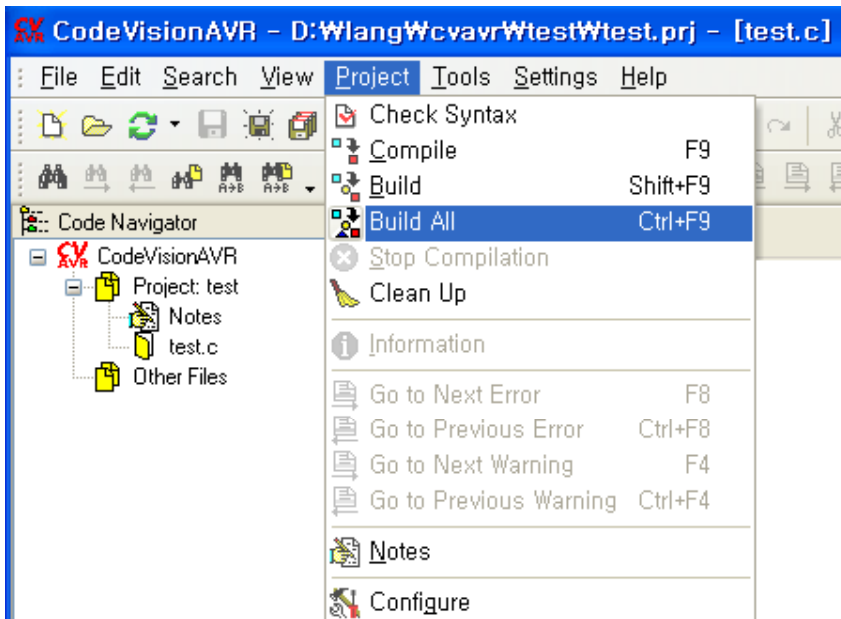 CodeVisionAVR - D:₩lang₩cvavr₩test₩test.prj - [test.c]
File Edit Search View Project Tools Settings Help
Check Syntax
Compile F9
Build Shift+F9
Code Navigator
Build All Ctrl+F9
CodeVisionAVR
Stop Compilation
Project: test
Clean Up
Notes
test.c
Information
Other Files
Go to Next Error F8
Go to Previous Error Ctrl+F8
Go to Next Warning F4
Go to Previous Warning Ctrl+F4
Notes
Configure